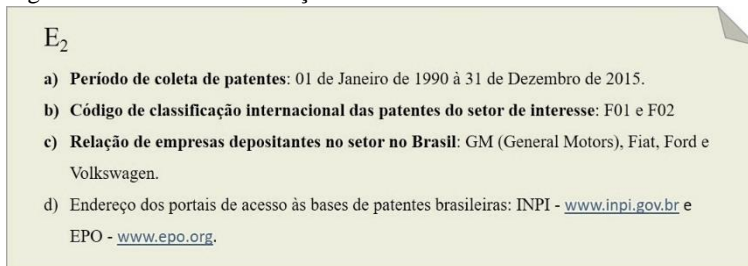 E2
a) Período de coleta de patentes: 01 de Janeiro de 1990 à 31 de Dezembro de 2015.
b) Código de classificação internacional das patentes do setor de interesse: F01 e F02
c) Relação de empresas depositantes no setor no Brasil: GM (General Motors), Fiat, Ford e
Volkswagen.
d) Endereço dos portais de acesso às bases de patentes brasileiras: INPI - www.inpi.gov.br e
EPO - www.epo.org.